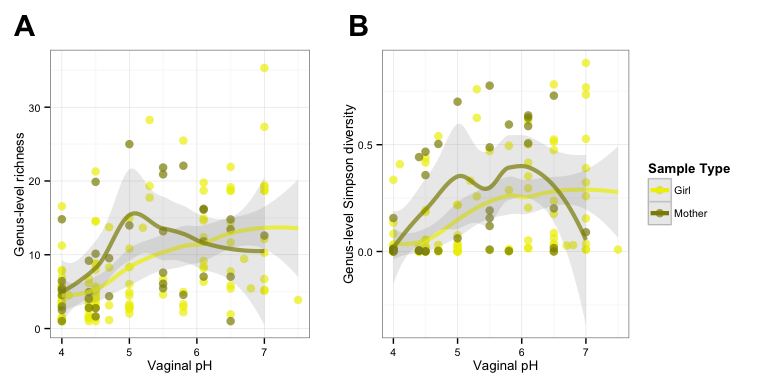 A
B
Genus-level richness
30
20
10
0
4
5
6
7
Vaginal pH
Genus-level Simpson diversity
0.5
0.0
4
5
6
7
Vaginal pH
Sample Type
Girl
Mother